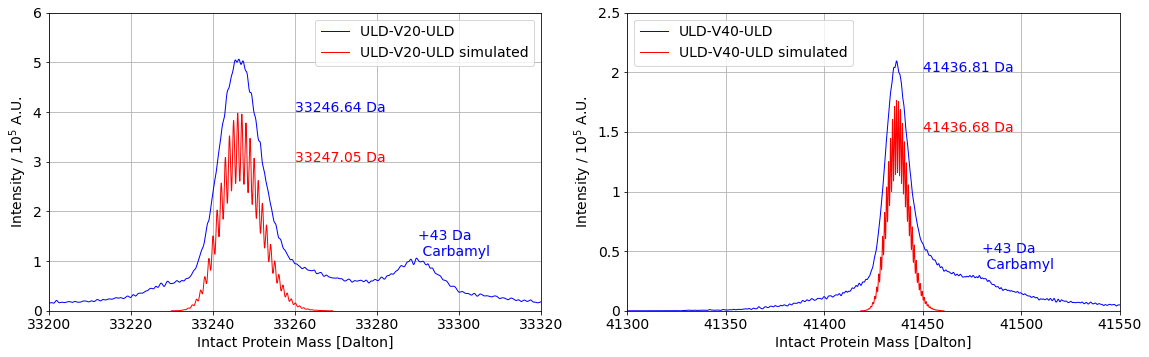 6
5
4
3
2
1
0
Intensity / 10⁵ A.U.
ULD-V20-ULD
ULD-V20-ULD simulated
33246.64 Da
33247.05 Da
+43 Da
Carbamyl
33200 33220 33240 33260 33280 33300 33320
Intact Protein Mass [Dalton]
2.5
2
1.5
1
0.5
0
Intensity / 10⁵ A.U.
ULD-V40-ULD
ULD-V40-ULD simulated
41436.81 Da
41436.68 Da
+43 Da
Carbamyl
41300 41350 41400 41450 41500 41550
Intact Protein Mass [Dalton]